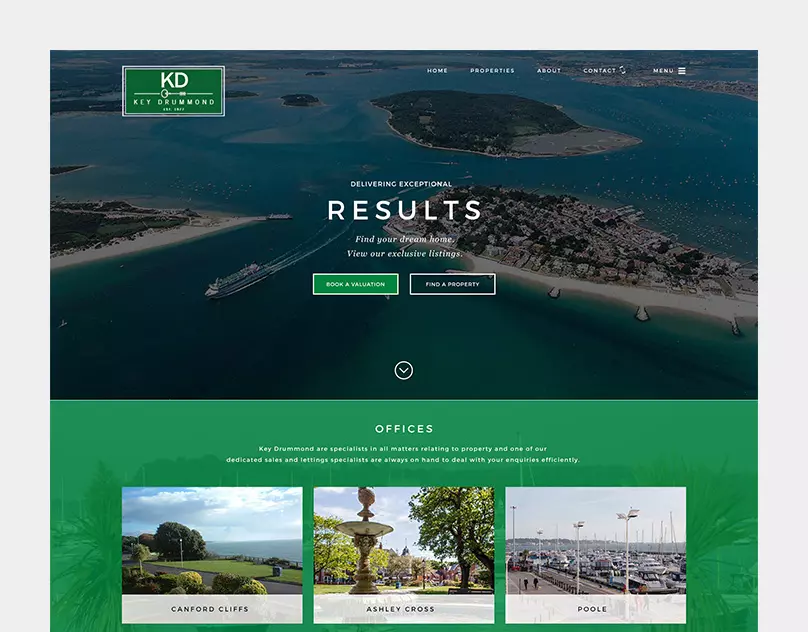 KD
KEY DRUMMOND
HOME PROPERTIES ABOUT CONTACT MENU
DELIVERING EXCEPTIONAL
RESULTS
Find your dream home.
View our exclusive listings.
BOOK A VALUATION FIND A PROPERTY
OFFICES
Key Drummond are specialists in all matters relating to property and one of our
dedicated sales and lettings specialists are always on hand to deal with your enquiries efficiently.
CANFORD CLIFFS ASHLEY CROSS POOLE